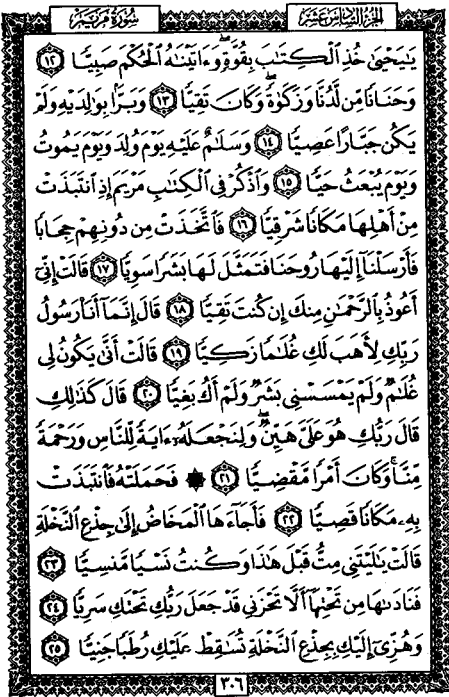 الجزء السادس عشر
سورة مريم
يَٰيَحْيَىٰ خُذِ ٱلْكِتَٰبَ بِقُوَّةٍۖ وَءَاتَيْنَٰهُ ٱلْحُكْمَ صَبِيًّا ١٢
وَحَنَانًا مِّن لَّدُنَّا وَزَكَوٰةًۖ وَكَانَ تَقِيًّا ١٣ وَبَرًّۢا بِوَٰلِدَيْهِ وَلَمْ
يَكُن جَبَّارًا عَصِيًّا ١٤ وَسَلَٰمٌ عَلَيْهِ يَوْمَ وُلِدَ وَيَوْمَ يَمُوتُ
وَيَوْمَ يُبْعَثُ حَيًّا ١٥ وَٱذْكُرْ فِى ٱلْكِتَٰبِ مَرْيَمَ إِذِ ٱنتَبَذَتْ
مِنْ أَهْلِهَا مَكَانًا شَرْقِيًّا ١٦ فَٱتَّخَذَتْ مِن دُونِهِمْ حِجَابًا
فَأَرْسَلْنَآ إِلَيْهَا رُوحَنَا فَتَمَثَّلَ لَهَا بَشَرًا سَوِيًّا ١٧ قَالَتْ إِنِّىٓ
أَعُوذُ بِٱلرَّحْمَٰنِ مِنكَ إِن كُنتَ تَقِيًّا ١٨ قَالَ إِنَّمَآ أَنَا۠ رَسُولُ
رَبِّكِ لِأَهَبَ لَكِ غُلَٰمًا زَكِيًّا ١٩ قَالَتْ أَنَّىٰ يَكُونُ لِى
غُلَٰمٌ وَلَمْ يَمْسَسْنِى بَشَرٌ وَلَمْ أَكُ بَغِيًّا ٢٠ قَالَ كَذَٰلِكِ
قَالَ رَبُّكِ هُوَ عَلَىَّ هَيِّنٌۖ وَلِنَجْعَلَهُۥٓ ءَايَةً لِّلنَّاسِ وَرَحْمَةً
مِّنَّاۚ وَكَانَ أَمْرًا مَّقْضِيًّا ٢١ ۞ فَحَمَلَتْهُ فَٱنتَبَذَتْ
بِهِۦ مَكَانًا قَصِيًّا ٢٢ فَأَجَآءَهَا ٱلْمَخَاضُ إِلَىٰ جِذْعِ ٱلنَّخْلَةِ
قَالَتْ يَٰلَيْتَنِى مِتُّ قَبْلَ هَٰذَا وَكُنتُ نَسْيًا مَّنسِيًّا ٢٣
فَنَادَىٰهَا مِن تَحْتِهَآ أَلَّا تَحْزَنِى قَدْ جَعَلَ رَبُّكِ تَحْتَكِ سَرِيًّا ٢٤
وَهُزِّىٓ إِلَيْكِ بِجِذْعِ ٱلنَّخْلَةِ تُسَٰقِطْ عَلَيْكِ رُطَبًا جَنِيًّا ٢٥
٣٠٦